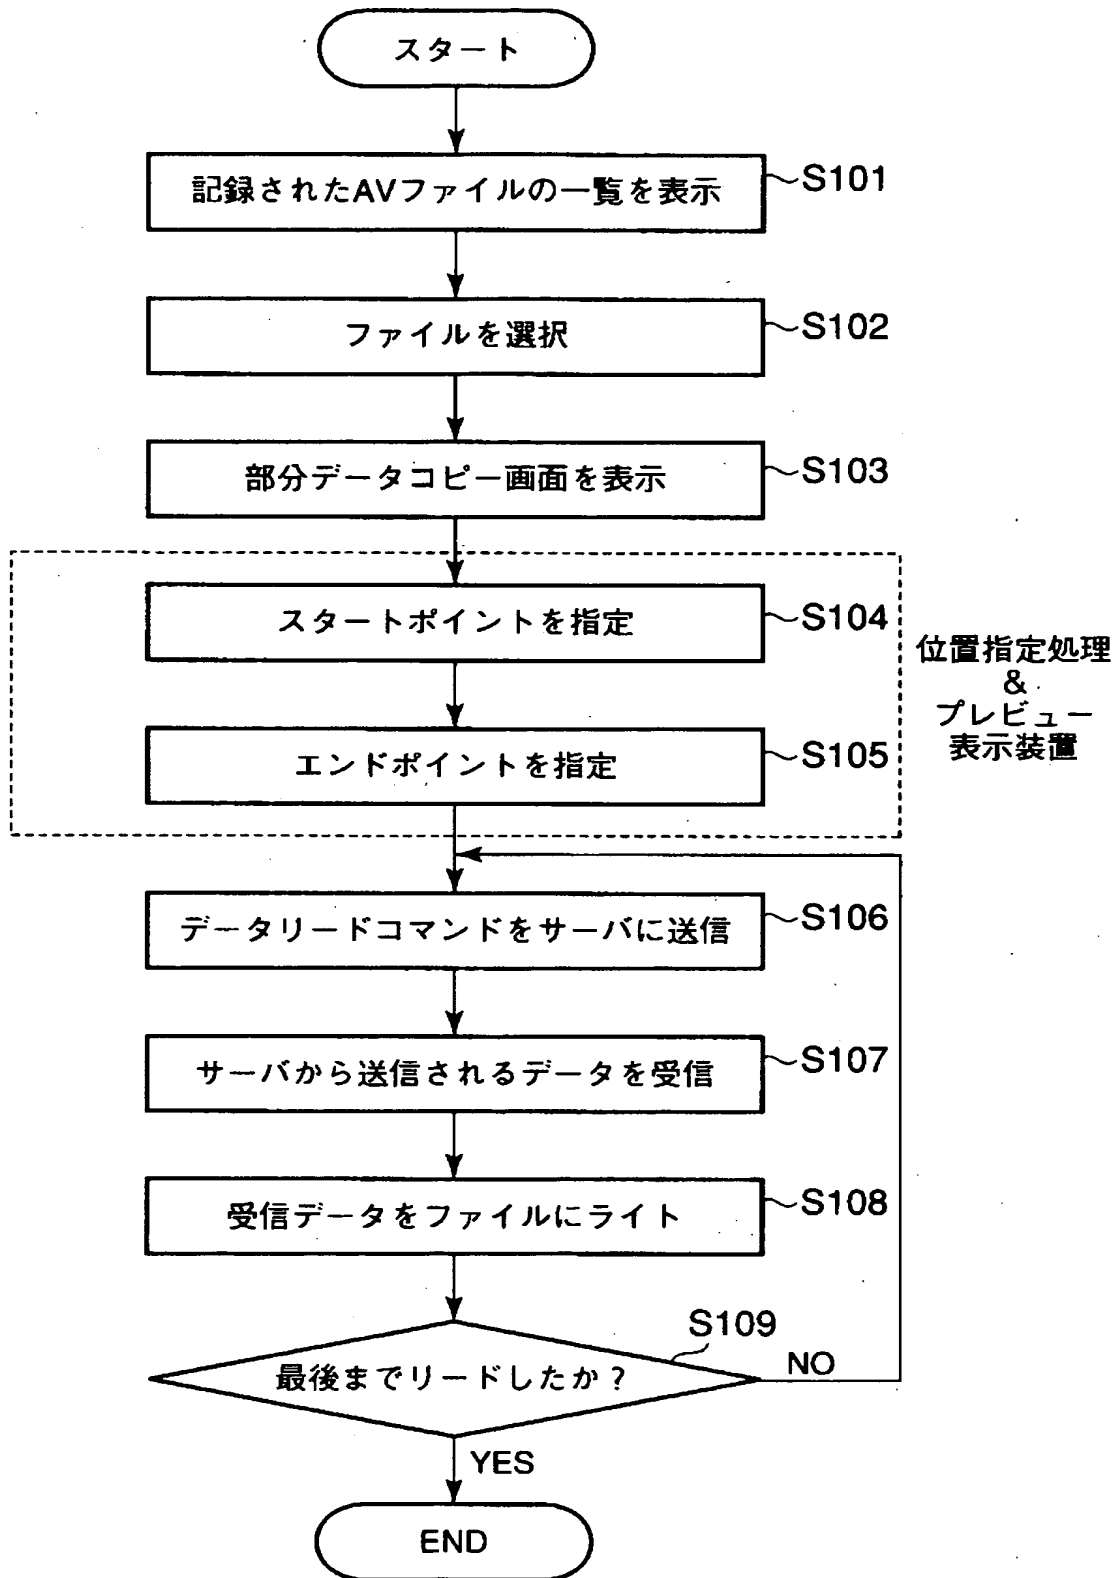 スタート
記録されたAVファイルの一覧を表示
S101
ファイルを選択
S102
部分データコピー画面を表示
S103
スタートポイントを指定
S104
位置指定処理
&
プレビュー
表示装置
エンドポイントを指定
S105
データリードコマンドをサーバに送信
S106
サーバから送信されるデータを受信
S107
受信データをファイルにライト
S108
S109
最後までリードしたか？
NO
YES
END